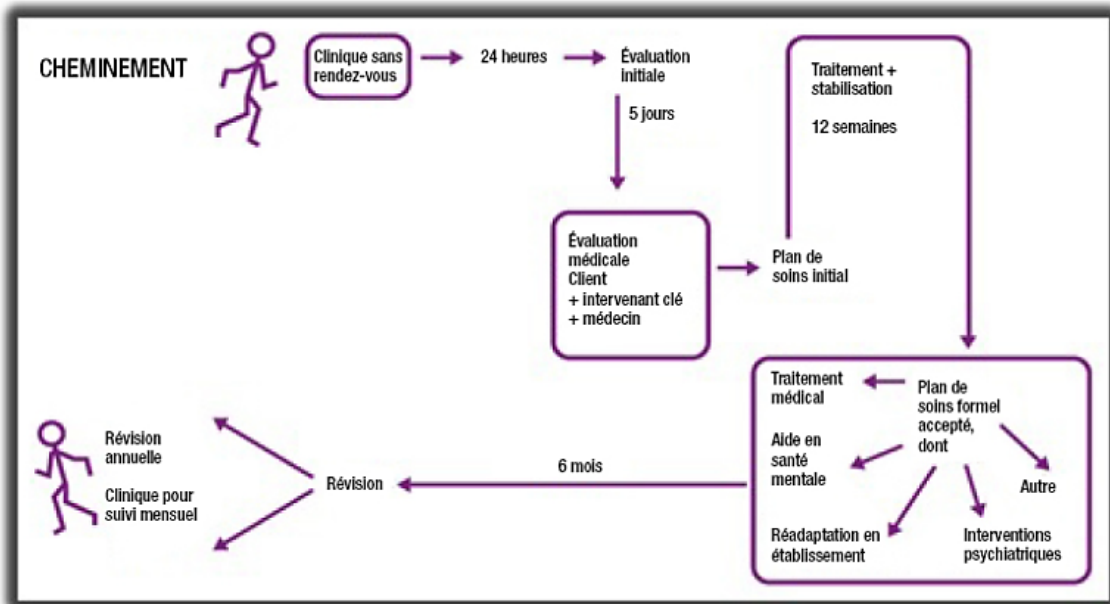 CHEMINEMENT
Clinique sans
rendez-vous
24 heures
Évaluation
initiale
5 jours
Évaluation
médicale
Client
+ intervenant clé
+ médecin
Plan de
soins initial
Traitement +
stabilisation
12 semaines
Plan de
soins formel
accepté,
dont
Traitement
médical
Aide en
santé
mentale
Réadaptation en
établissement
Interventions
psychiatriques
Autre
6 mois
Révision
Révision
annuelle
Clinique pour
suivi mensuel